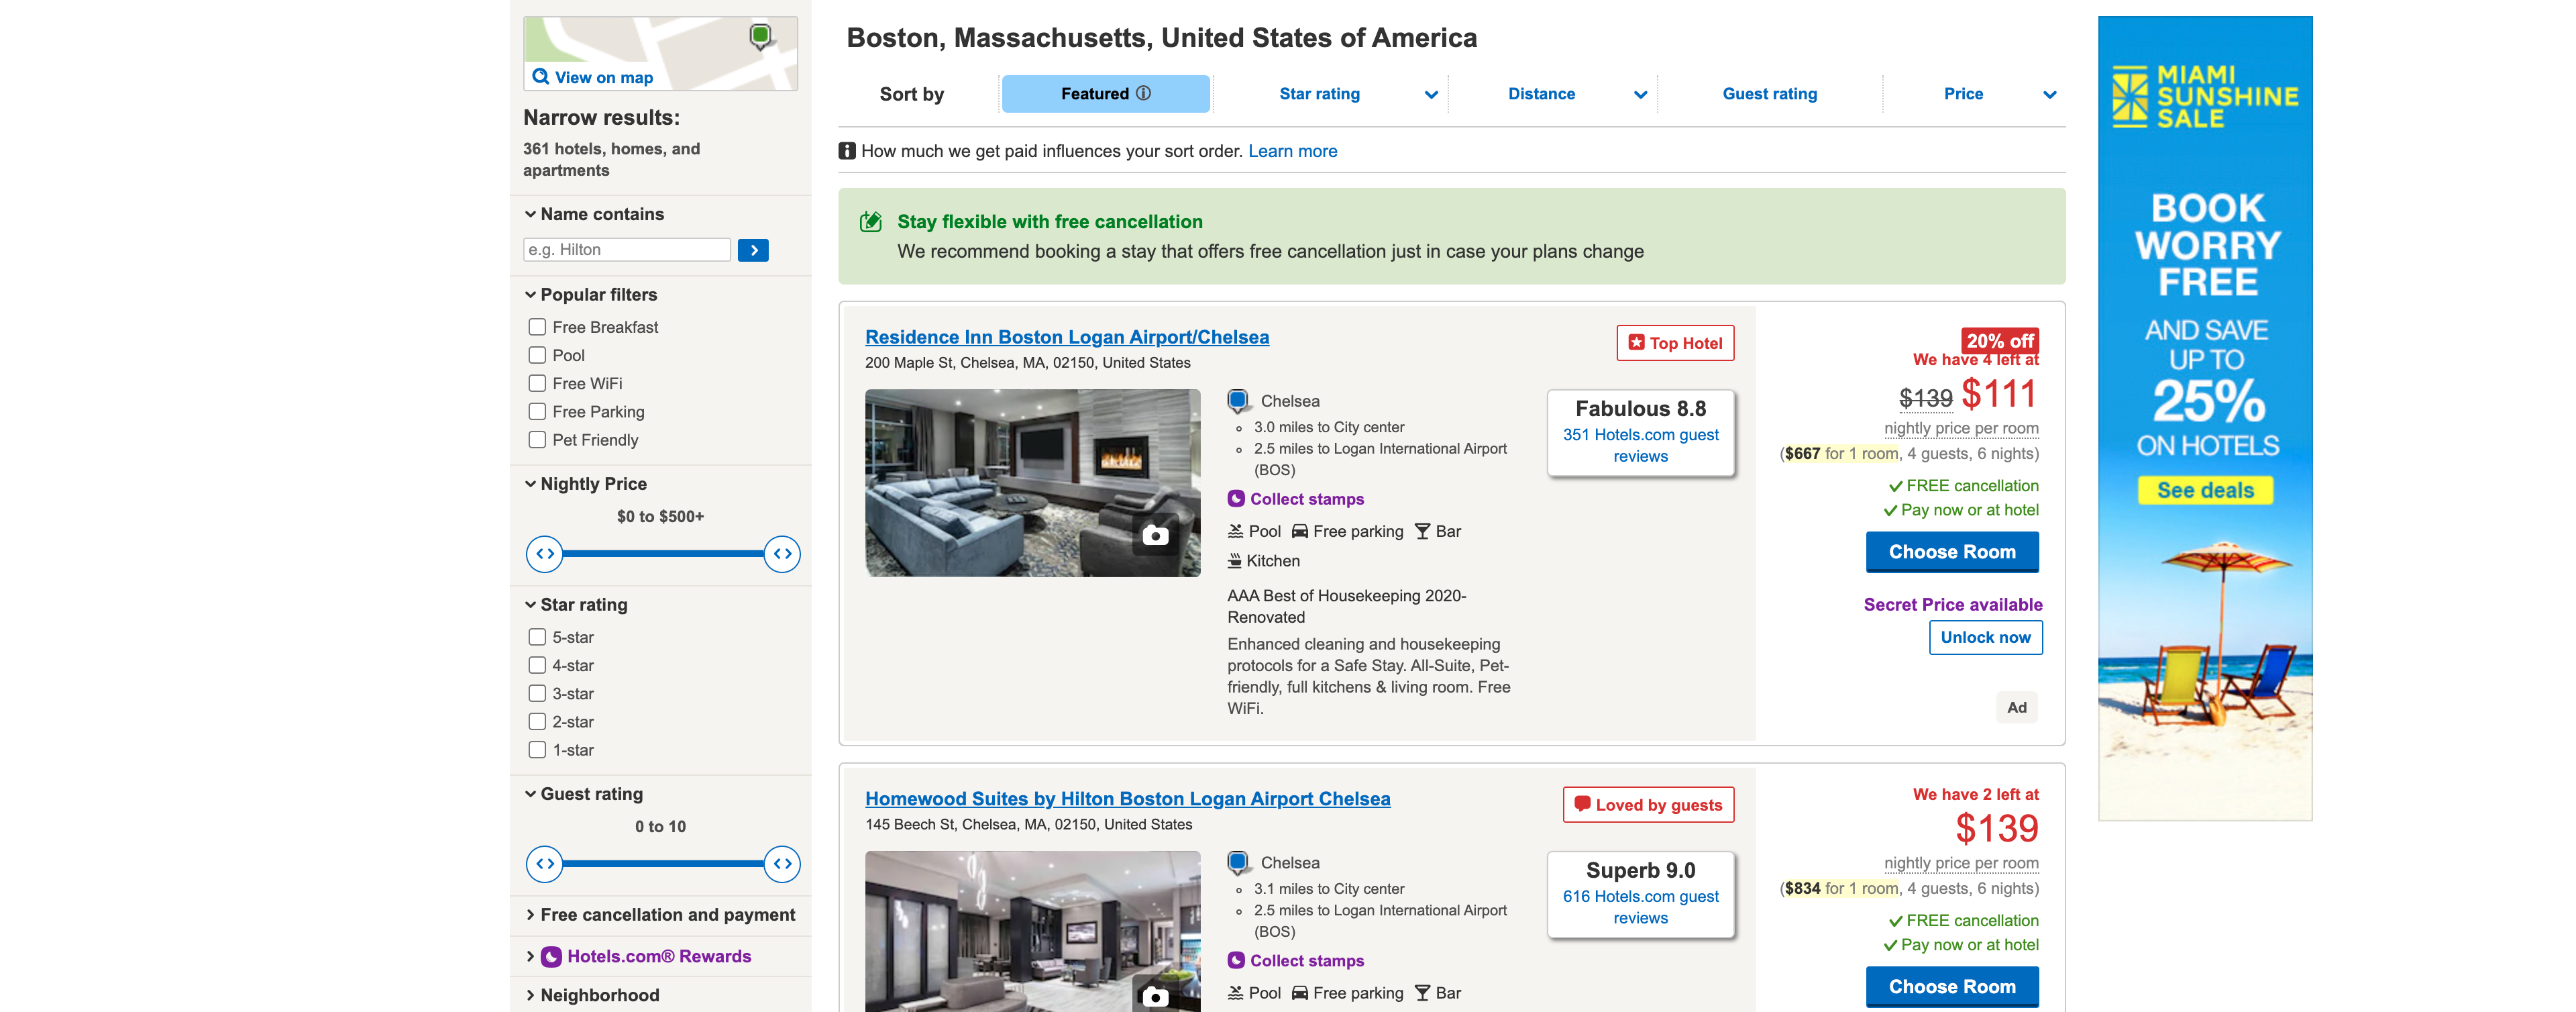 View on map
Narrow results:
361 hotels, homes, and
apartments
Name contains
e.g. Hilton
Popular filters
Free Breakfast
Pool
Free WiFi
Free Parking
Pet Friendly
Nightly Price
$0 to $500+
Star rating
5-star
4-star
3-star
2-star
1-star
Guest rating
0 to 10
Free cancellation and payment
Hotels.com® Rewards
Neighborhood
Boston, Massachusetts, United States of America
Sort by
Featured
Star rating
Distance
Guest rating
Price
How much we get paid influences your sort order. Learn more
Stay flexible with free cancellation
We recommend booking a stay that offers free cancellation just in case your plans change
Residence Inn Boston Logan Airport/Chelsea
200 Maple St, Chelsea, MA, 02150, United States
Top Hotel
Chelsea
3.0 miles to City center
2.5 miles to Logan International Airport
(BOS)
Collect stamps
Pool Free parking Bar
Kitchen
AAA Best of Housekeeping 2020-
Renovated
Enhanced cleaning and housekeeping
protocols for a Safe Stay. All-Suite, Pet-
friendly, full kitchens & living room. Free
WiFi.
Fabulous 8.8
351 Hotels.com guest
reviews
20% off
We have 4 left at
$139 $111
nightly price per room
($667 for 1 room, 4 guests, 6 nights)
FREE cancellation
Pay now or at hotel
Choose Room
Secret Price available
Unlock now
Ad
Homewood Suites by Hilton Boston Logan Airport Chelsea
145 Beech St, Chelsea, MA, 02150, United States
Loved by guests
Chelsea
3.1 miles to City center
2.5 miles to Logan International Airport
(BOS)
Collect stamps
Pool Free parking Bar
Superb 9.0
616 Hotels.com guest
reviews
We have 2 left at
$139
nightly price per room
($834 for 1 room, 4 guests, 6 nights)
FREE cancellation
Pay now or at hotel
Choose Room
MIAMI
SUNSHINE
SALE
BOOK
WORRY
FREE
AND SAVE
UP TO
25%
ON HOTELS
See deals